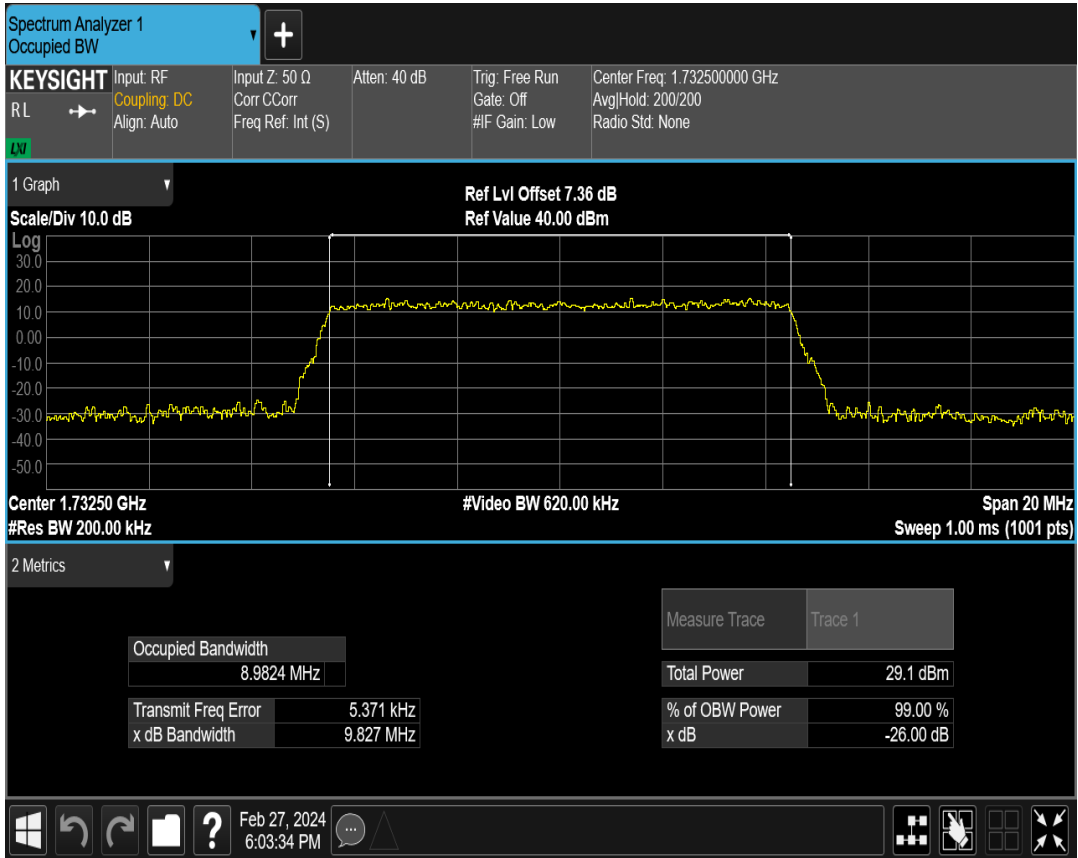 Spectrum Analyzer 1
Occupied BW
KEYSIGHT
R L
LXI
Input: RF
Coupling: DC
Align: Auto
Input Z: 50 Ω
Corr CCorr
Freq Ref: Int (S)
Atten: 40 dB
Trig: Free Run
Gate: Off
#IF Gain: Low
Center Freq: 1.732500000 GHz
Avg|Hold: 200/200
Radio Std: None
1 Graph
Scale/Div 10.0 dB
Ref Lvl Offset 7.36 dB
Ref Value 40.00 dBm
Log
30.0
20.0
10.0
0.00
-10.0
-20.0
-30.0
-40.0
-50.0
Center 1.73250 GHz
#Video BW 620.00 kHz
Span 20 MHz
#Res BW 200.00 kHz
Sweep 1.00 ms (1001 pts)
2 Metrics
Measure Trace Trace 1
Occupied Bandwidth
8.9824 MHz
Total Power 29.1 dBm
Transmit Freq Error 5.371 kHz
% of OBW Power 99.00 %
x dB Bandwidth 9.827 MHz
x dB -26.00 dB
?
Feb 27, 2024
6:03:34 PM